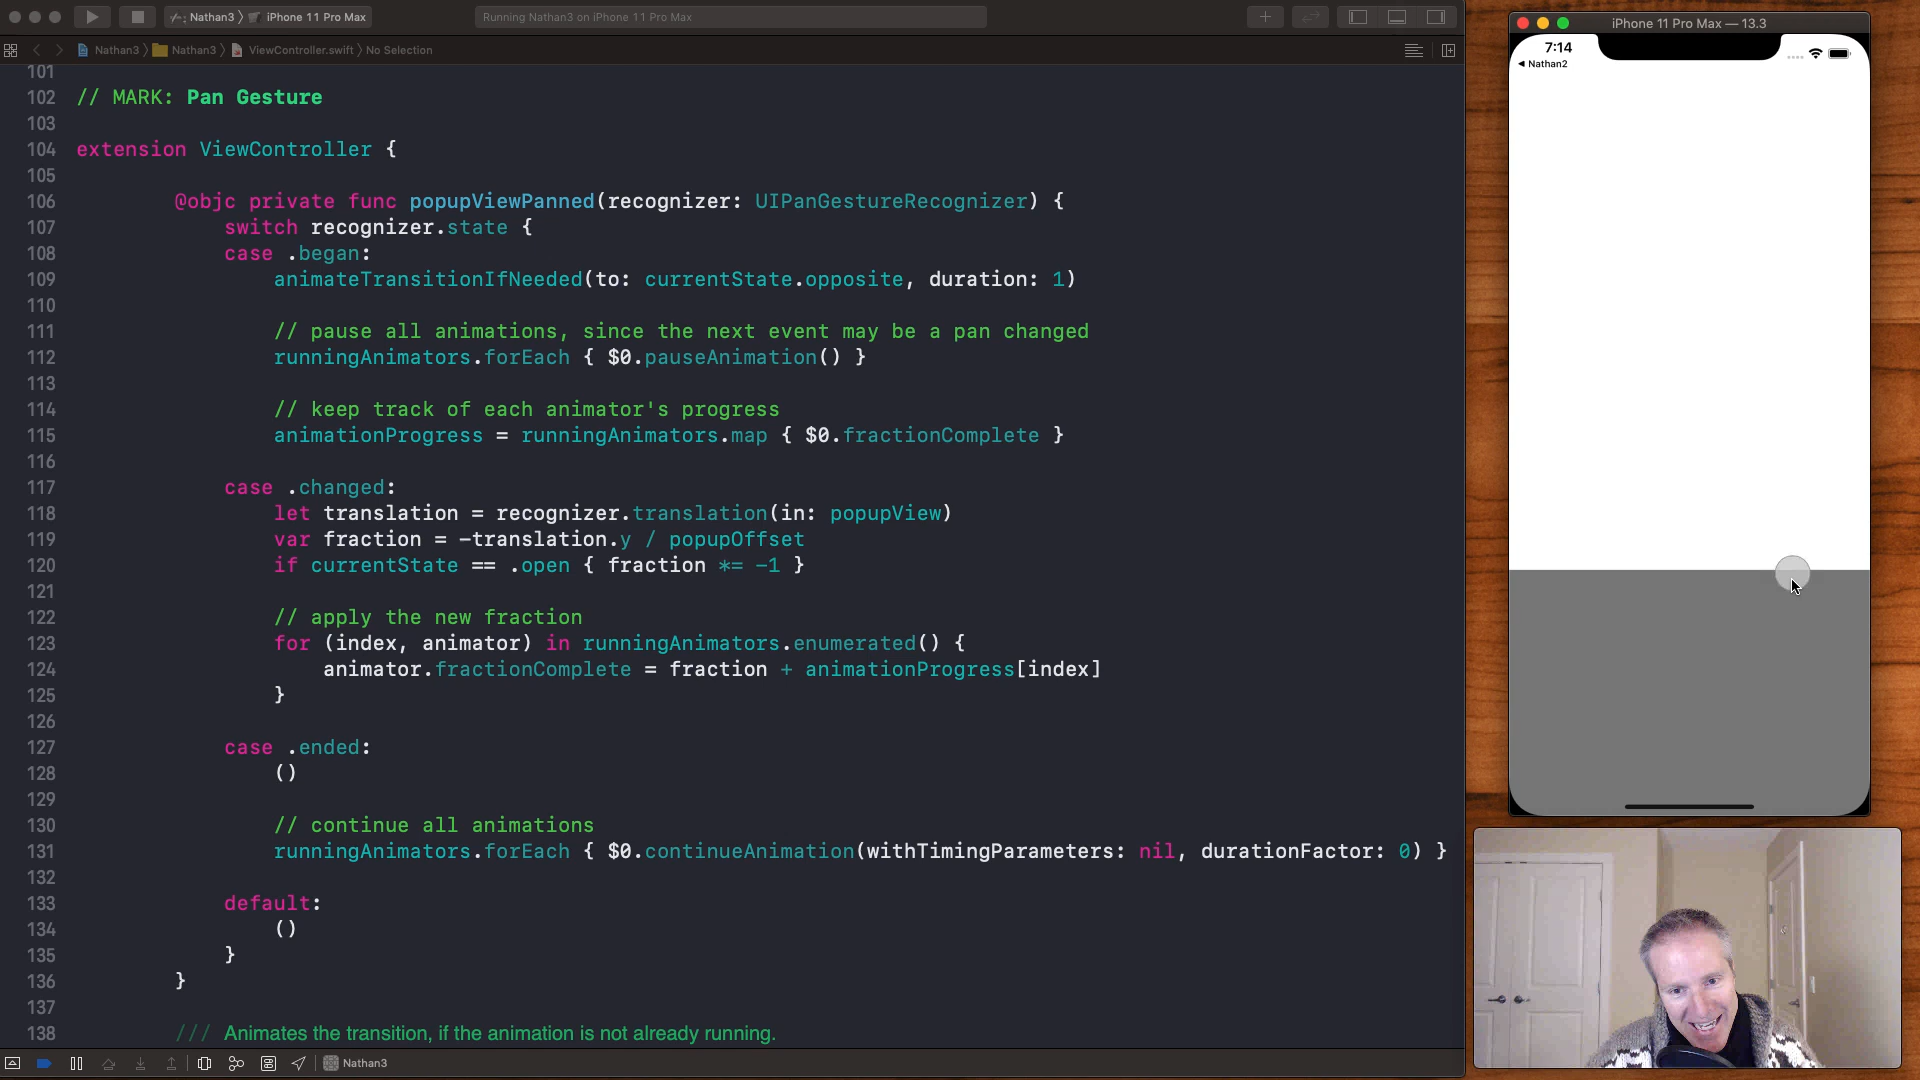 Nathan3 〉 iPhone 11 Pro Max
Running Nathan3 on iPhone 11 Pro Max
Nathan3 〉 Nathan3 〉 ViewController.swift 〉 No Selection
101
102 // MARK: Pan Gesture
103
104 extension ViewController {
105
106 @objc private func popupViewPanned(recognizer: UIPanGestureRecognizer) {
107 switch recognizer.state {
108 case .began:
109 animateTransitionIfNeeded(to: currentState.opposite, duration: 1)
110
111 // pause all animations, since the next event may be a pan changed
112 runningAnimators.forEach { $0.pauseAnimation() }
113
114 // keep track of each animator's progress
115 animationProgress = runningAnimators.map { $0.fractionComplete }
116
117 case .changed:
118 let translation = recognizer.translation(in: popupView)
119 var fraction = -translation.y / popupOffset
120 if currentState == .open { fraction *= -1 }
121
122 // apply the new fraction
123 for (index, animator) in runningAnimators.enumerated() {
124 animator.fractionComplete = fraction + animationProgress[index]
125 }
126
127 case .ended:
128 ()
129
130 // continue all animations
131 runningAnimators.forEach { $0.continueAnimation(withTimingParameters: nil, durationFactor: 0) }
132
133 default:
134 ()
135 }
136 }
137
138 /// Animates the transition, if the animation is not already running.
Nathan3
iPhone 11 Pro Max — 13.3
7:14
◀ Nathan2